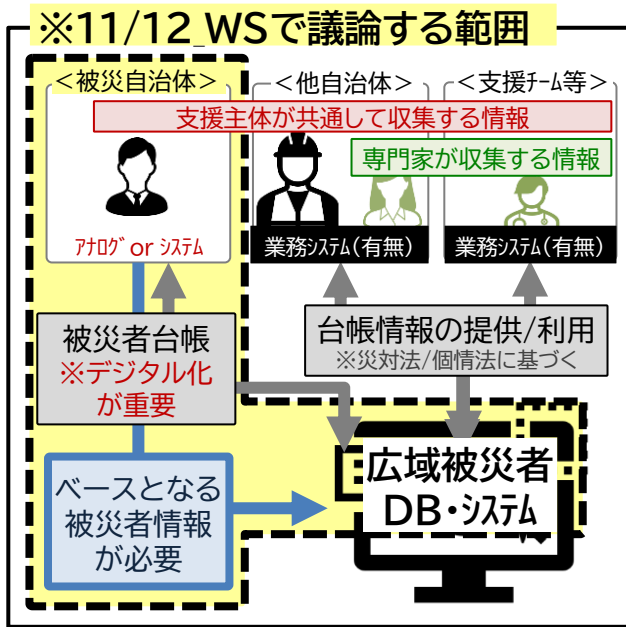 ※11/12_WSで議論する範囲
＜被災自治体＞
＜他自治体＞
＜支援ﾁｰﾑ等＞
支援主体が共通して収集する情報
専門家が収集する情報
ｱﾅﾛｸﾞ or ｼｽﾃﾑ
業務ｼｽﾃﾑ(有無)
業務ｼｽﾃﾑ(有無)
被災者台帳
※デジタル化
が重要
台帳情報の提供/利用
※災対法/個情法に基づく
ベースとなる
被災者情報
が必要
広域被災者
DB・ｼｽﾃﾑ